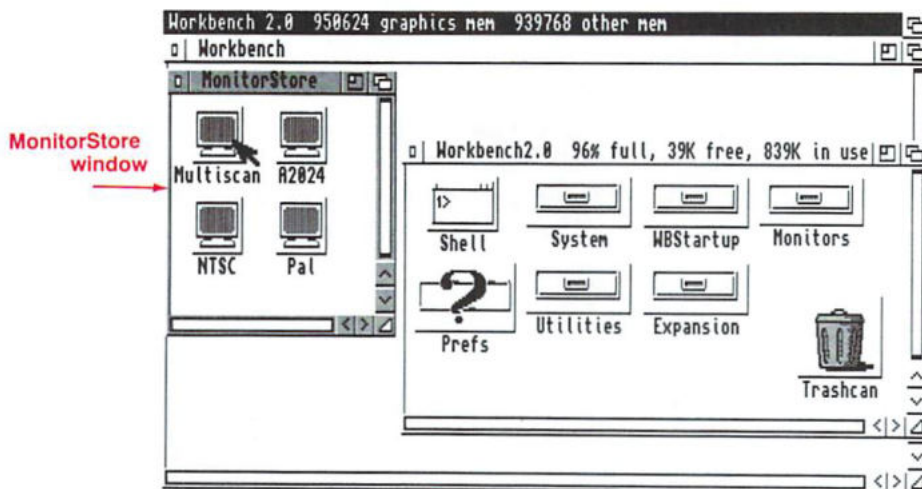 Workbench 2.0 950624 graphics mem 939768 other mem
Workbench
MonitorStore
MonitorStore
window
Multiscan A2024
NTSC Pal
Workbench2.0 96% full, 39K free, 839K in use
1>
Shell System WBStartup Monitors
?
Prefs Utilities Expansion
Trashcan